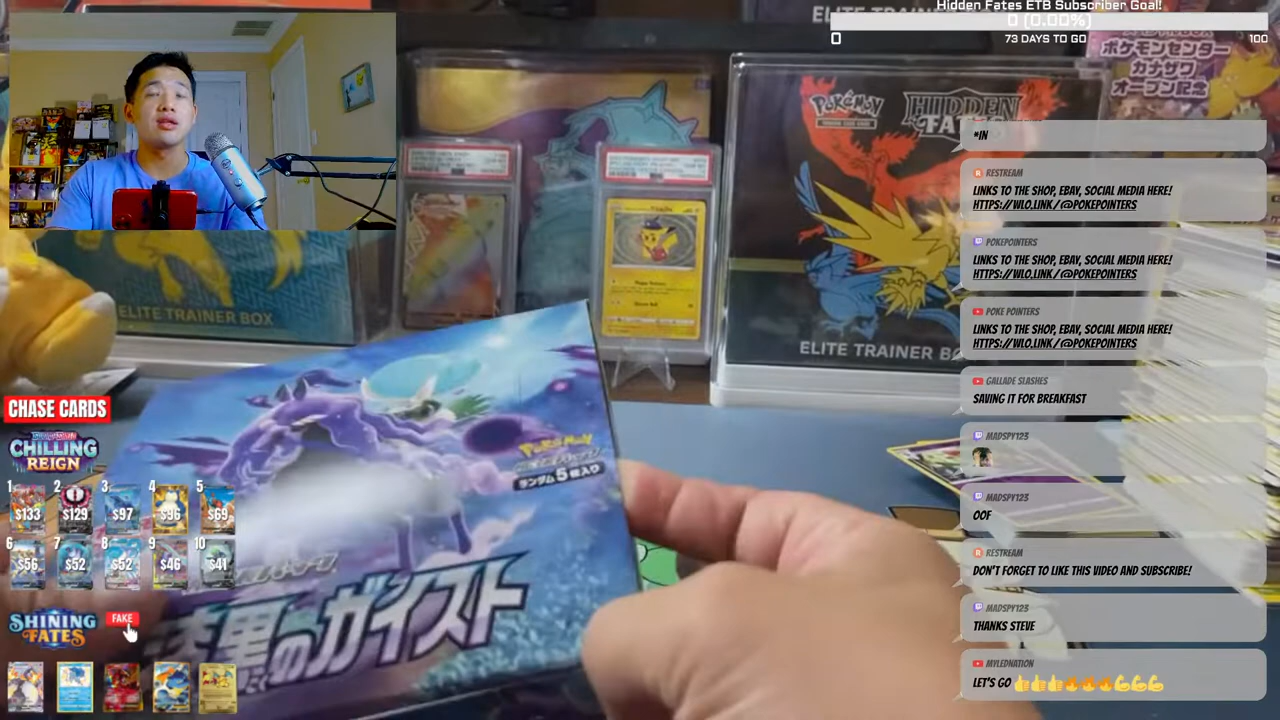 Hidden Fates ETB Subscriber Goal!
0 (0.00%)
0
73 DAYS TO GO
100
ELITE TRAINER
ポケモンセンター
カナザワ
オープン記念
POKÉMON
HIDDEN
ELITE TRAINER BOX
ELITE TRAINER B
ランダム5枚入り
漆黒のガイスト
CHASE CARDS
CHILLING
REIGN
1
$133
2
$129
3
$97
4
$96
5
$69
6
$56
7
$52
8
$52
9
$46
10
$41
SHINING
FATES
FAKE
*IN
RESTREAM
LINKS TO THE SHOP, EBAY, SOCIAL MEDIA HERE!
HTTPS://WLO.LINK/@POKEPOINTERS
POKEPOINTERS
LINKS TO THE SHOP, EBAY, SOCIAL MEDIA HERE!
HTTPS://WLO.LINK/@POKEPOINTERS
POKE POINTERS
LINKS TO THE SHOP, EBAY, SOCIAL MEDIA HERE!
HTTPS://WLO.LINK/@POKEPOINTERS
GALLADE SLASHES
SAVING IT FOR BREAKFAST
MADSPY123
MADSPY123
OOF
RESTREAM
DON'T FORGET TO LIKE THIS VIDEO AND SUBSCRIBE!
MADSPY123
THANKS STEVE
MYLEDNATION
LET'S GO 👍👍👍🔥🔥🔥💪💪💪